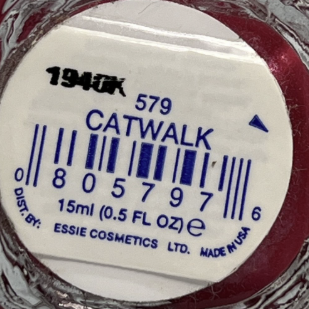 1940K
579
CATWALK
0 805797 6
15ml (0.5 FL OZ) e
DIST. BY: ESSIE COSMETICS LTD. MADE IN USA